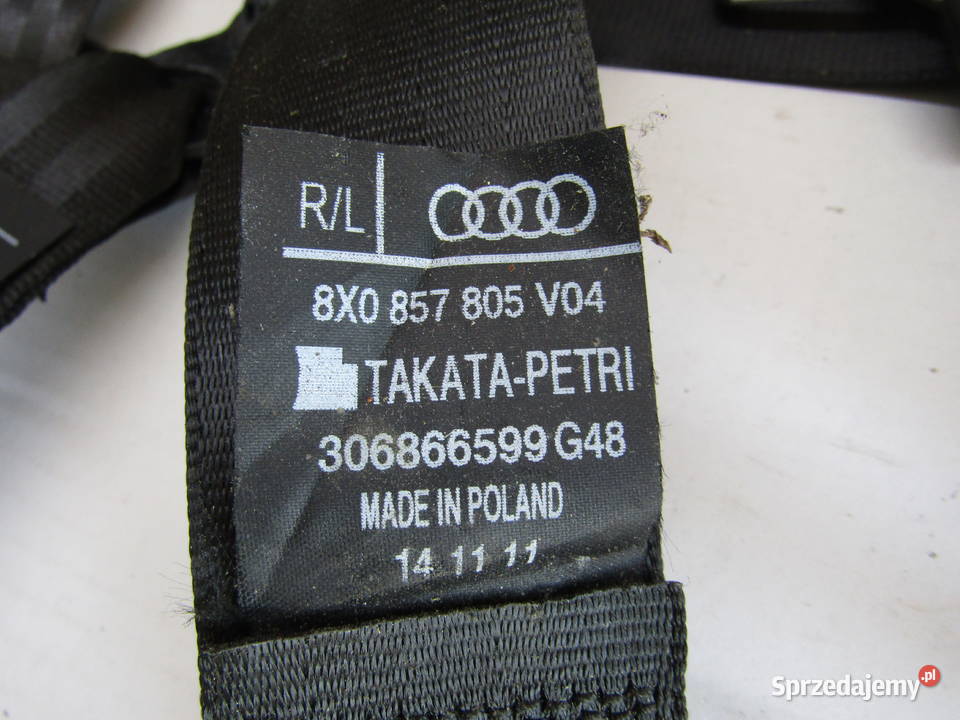 R/L
8X0 857 805 V04
TAKATA-PETRI
306866599 G48
MADE IN POLAND
14 11 11
Sprzedajemy.pl